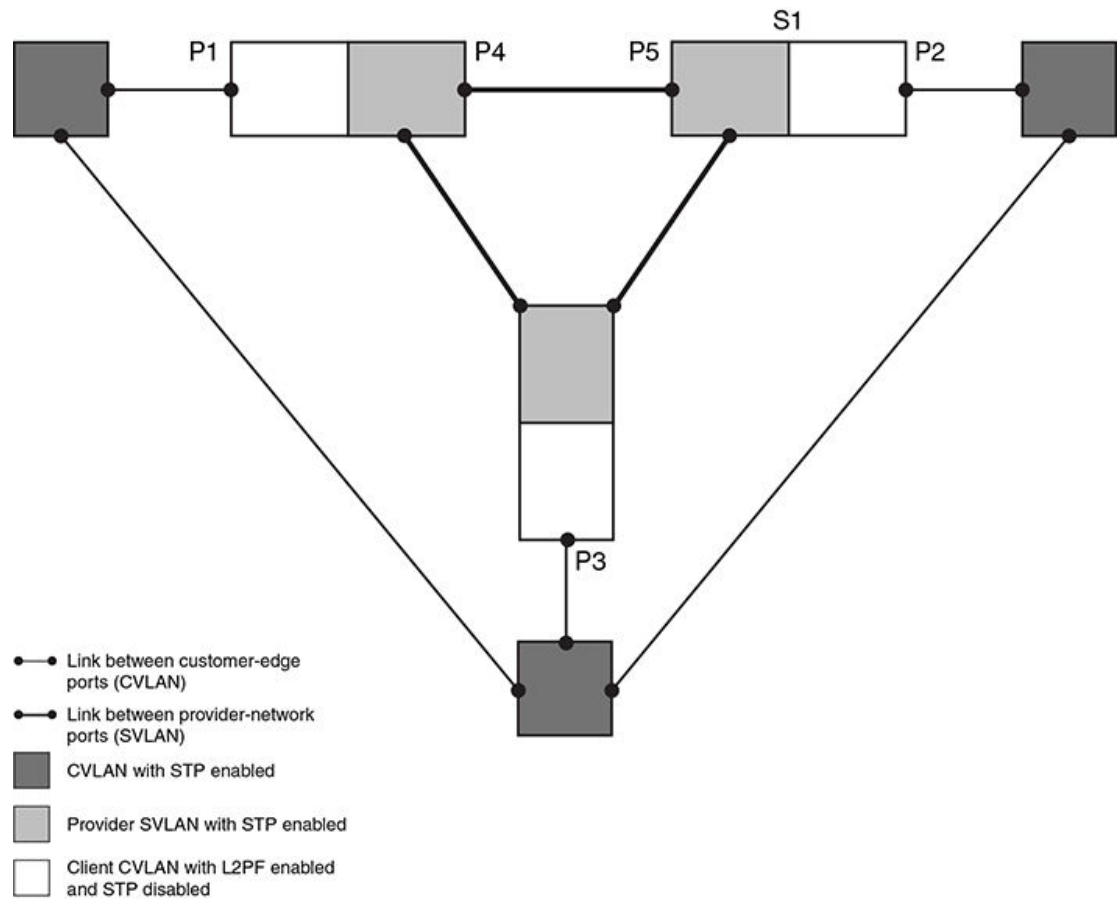 S1
P1
P4
P5
P2
P3
Link between customer-edge
ports (CVLAN)
Link between provider-network
ports (SVLAN)
CVLAN with STP enabled
Provider SVLAN with STP enabled
Client CVLAN with L2PF enabled
and STP disabled